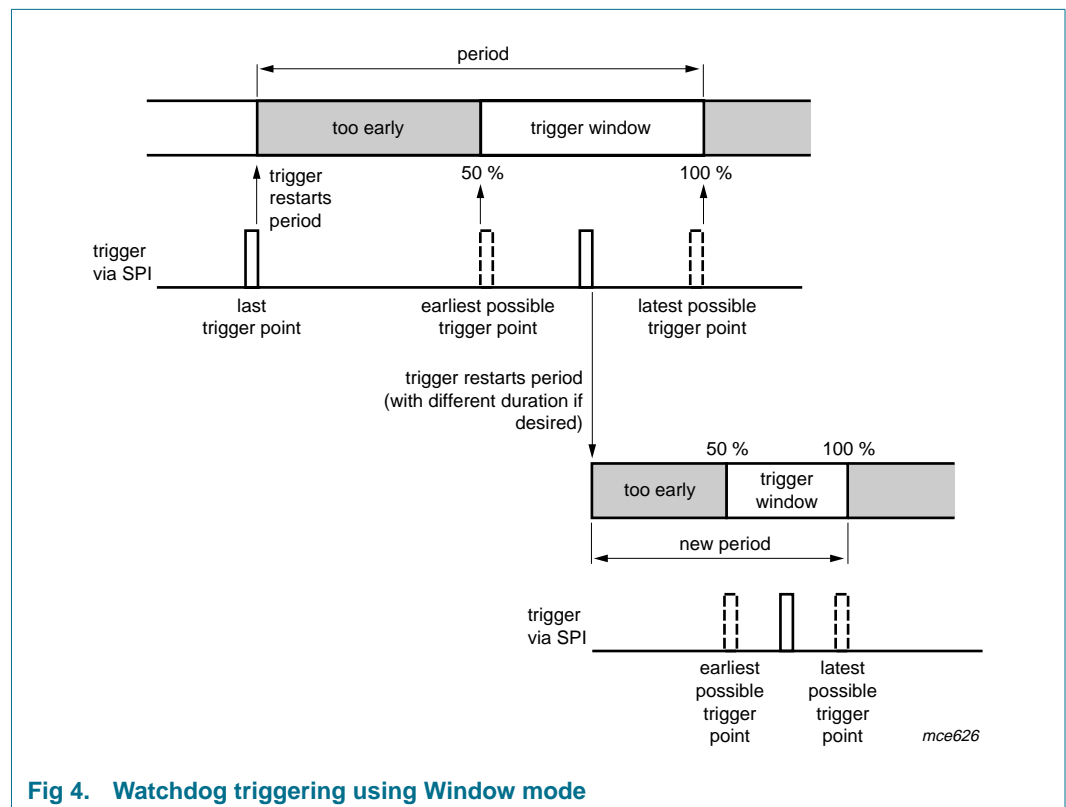 period
too early
trigger window
trigger
restarts
period
50 %
100 %
trigger
via SPI
last
trigger point
earliest possible
trigger point
latest possible
trigger point
trigger restarts period
(with different duration if
desired)
50 %
100 %
too early
trigger
window
new period
trigger
via SPI
earliest
possible
trigger
point
latest
possible
trigger
point
mce626
Fig 4. Watchdog triggering using Window mode